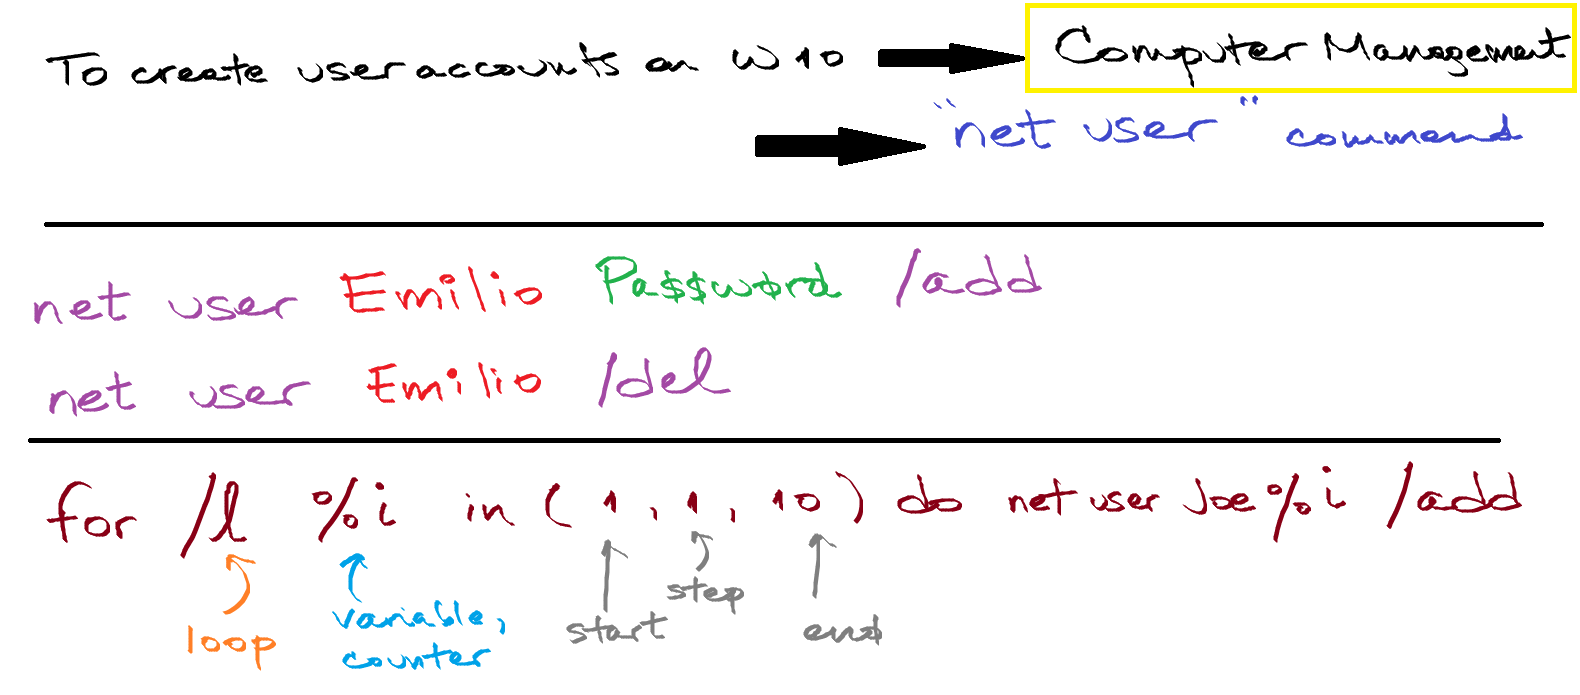 To create user accounts on W10 Computer Management
"net user" command
net user Emilio Pa$$w0rd /add
net user Emilio /del
for /l %i in (1,1,10) do net user Joe%i /add
loop
variable,
counter
start
step
end